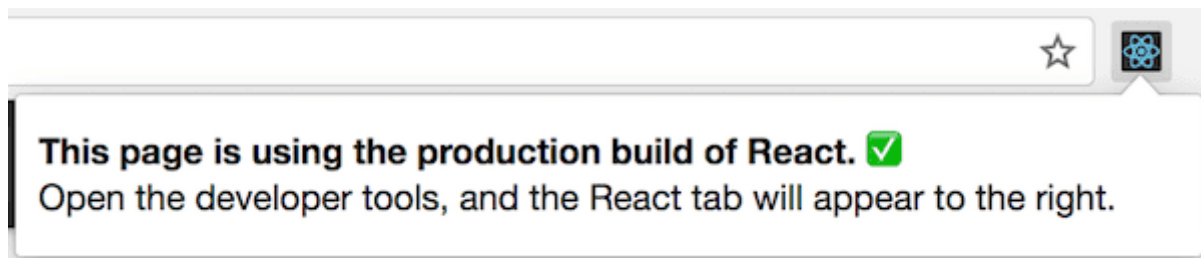 This page is using the production build of React. ✅
Open the developer tools, and the React tab will appear to the right.